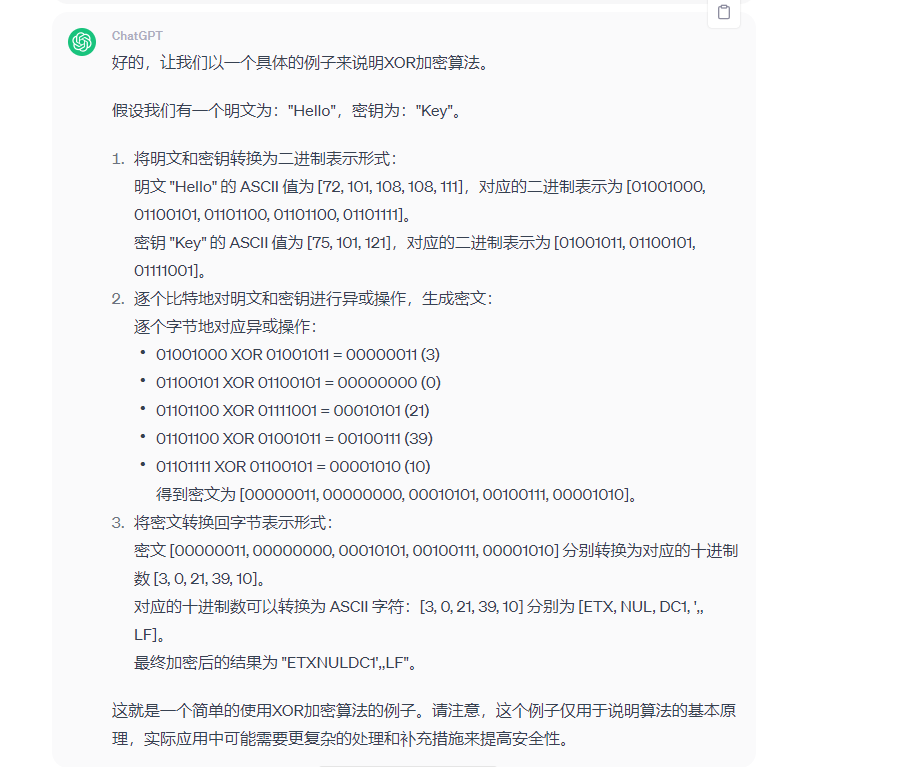 ChatGPT
好的，让我们以一个具体的例子来说明XOR加密算法。
假设我们有一个明文为："Hello"，密钥为："Key"。
1. 将明文和密钥转换为二进制表示形式：
明文 "Hello" 的 ASCII 值为 [72, 101, 108, 108, 111]，对应的二进制表示为 [01001000,
01100101, 01101100, 01101100, 01101111]。
密钥 "Key" 的 ASCII 值为 [75, 101, 121]，对应的二进制表示为 [01001011, 01100101,
01111001]。
2. 逐个比特地对明文和密钥进行异或操作，生成密文：
逐个字节地对应异或操作：
• 01001000 XOR 01001011 = 00000011 (3)
• 01100101 XOR 01100101 = 00000000 (0)
• 01101100 XOR 01111001 = 00010101 (21)
• 01101100 XOR 01001011 = 00100111 (39)
• 01101111 XOR 01100101 = 00001010 (10)
得到密文为 [00000011, 00000000, 00010101, 00100111, 00001010]。
3. 将密文转换回字节表示形式：
密文 [00000011, 00000000, 00010101, 00100111, 00001010] 分别转换为对应的十进制
数 [3, 0, 21, 39, 10]。
对应的十进制数可以转换为 ASCII 字符：[3, 0, 21, 39, 10] 分别为 [ETX, NUL, DC1, ',,
LF]。
最终加密后的结果为 "ETXNULDC1',,LF"。
这就是一个简单的使用XOR加密算法的例子。请注意，这个例子仅用于说明算法的基本原
理，实际应用中可能需要更复杂的处理和补充措施来提高安全性。